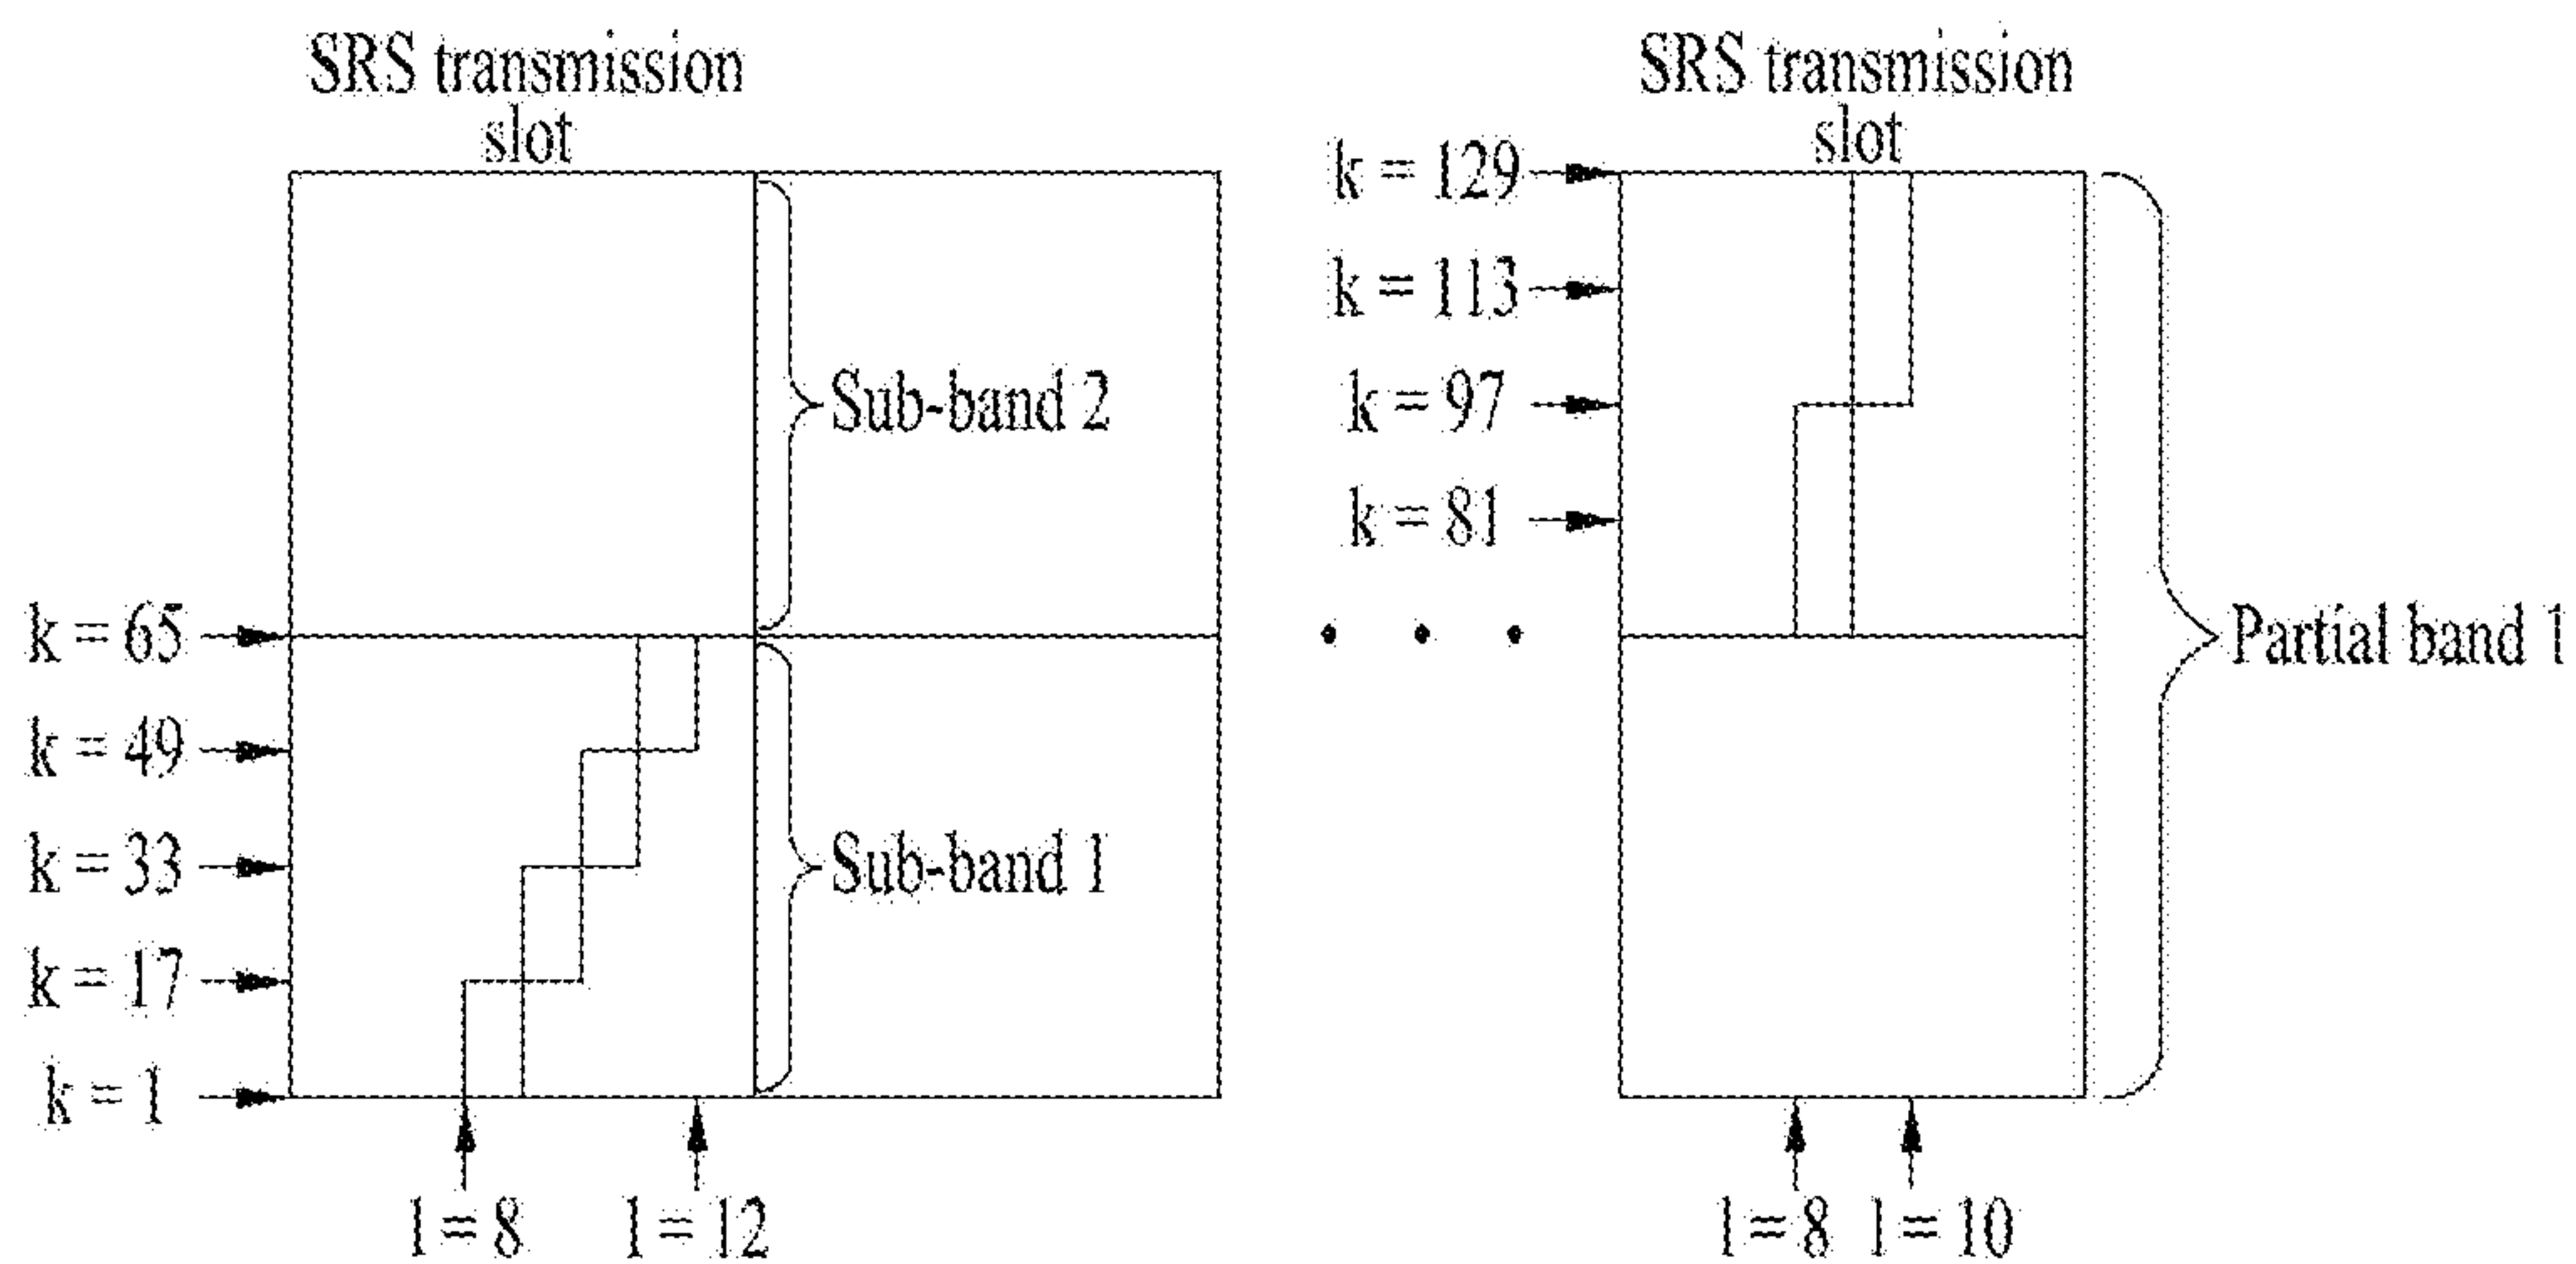 SRS transmission
slot
Sub-band 2
k = 65
k = 49
k = 33
Sub-band 1
k = 17
k = 1
l = 8
l = 12
SRS transmission
slot
k = 129
k = 113
k = 97
k = 81
Partial band 1
l = 8
l = 10